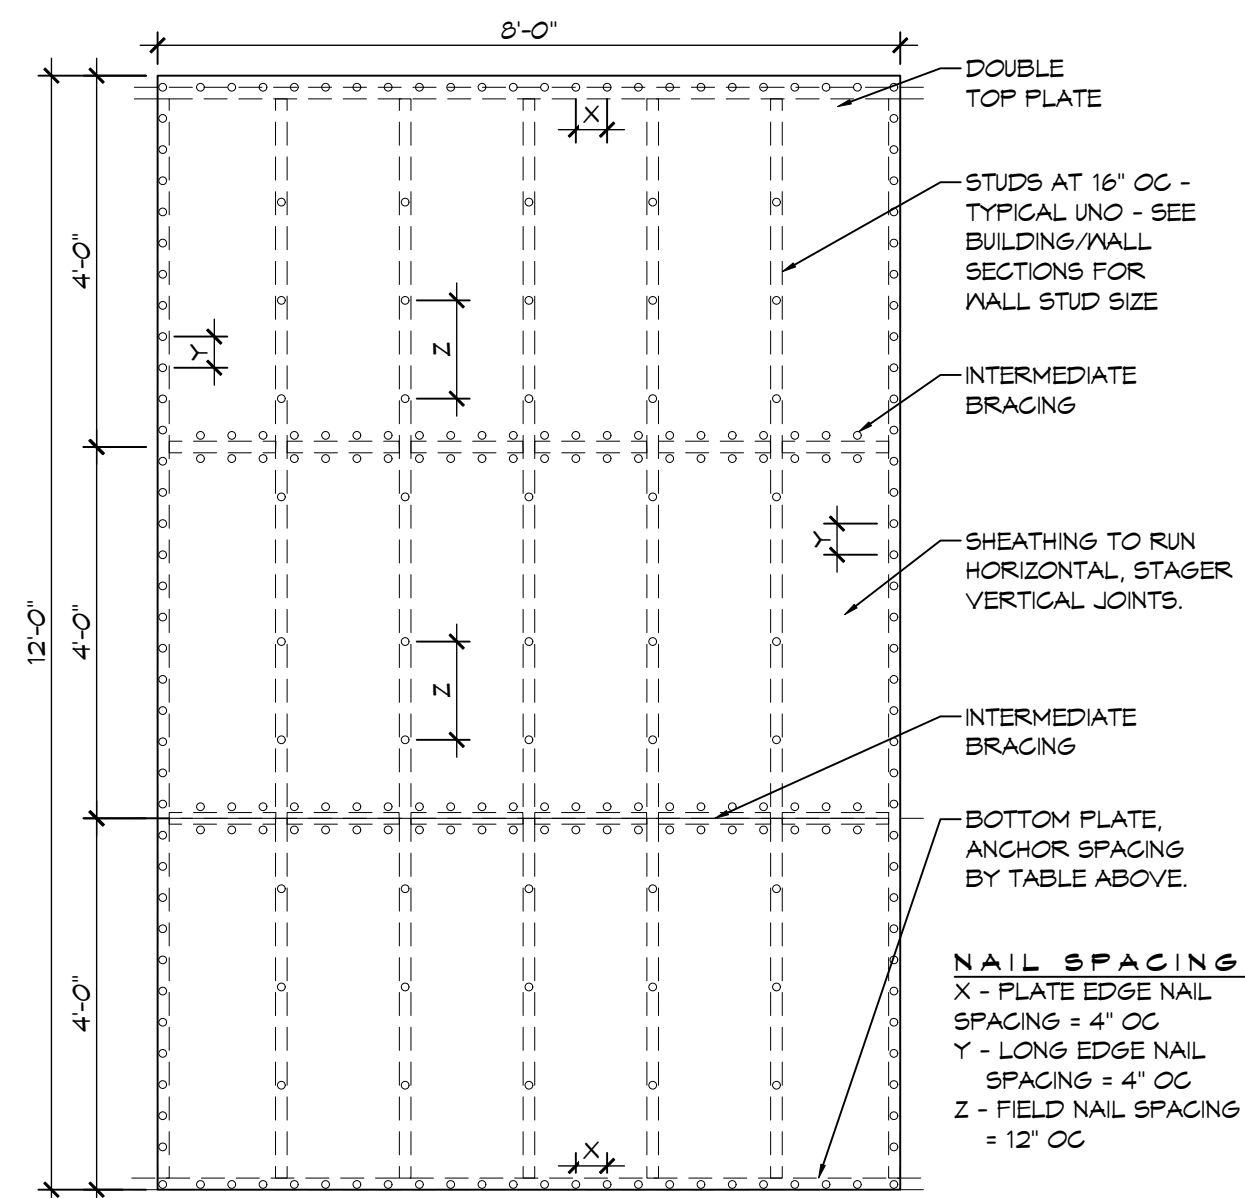 8'-0"
DOUBLE
TOP PLATE
X
STUDS AT 16" OC -
TYPICAL UNO - SEE
BUILDING/WALL
SECTIONS FOR
WALL STUD SIZE
4'-0"
Y
Z
INTERMEDIATE
BRACING
Y
SHEATHING TO RUN
HORIZONTAL, STAGER
VERTICAL JOINTS.
12'-0"
4'-0"
Z
INTERMEDIATE
BRACING
BOTTOM PLATE,
ANCHOR SPACING
BY TABLE ABOVE.
4'-0"
NAIL SPACING
X - PLATE EDGE NAIL
SPACING = 4" OC
Y - LONG EDGE NAIL
SPACING = 4" OC
Z - FIELD NAIL SPACING
= 12" OC
X